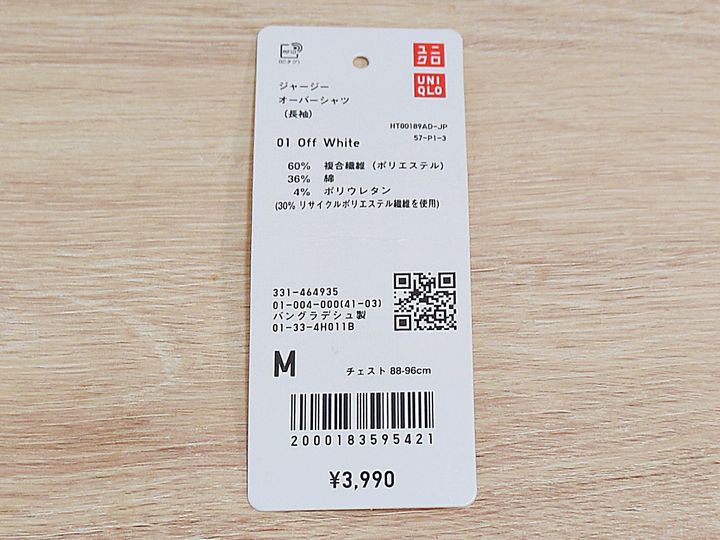 RFID
(ICタグ)
ユニ
クロ
UNI
QLO
ジャージー
オーバーシャツ
(長袖)
HT00189AD-JP
57-P1-3
01 Off White
60% 複合繊維 (ポリエステル)
36% 綿
4% ポリウレタン
(30% リサイクルポリエステル繊維を使用)
331-464935
01-004-000(41-03)
バングラデシュ製
01-33-4H011B
M チェスト 88-96cm
2000183595421
¥3,990